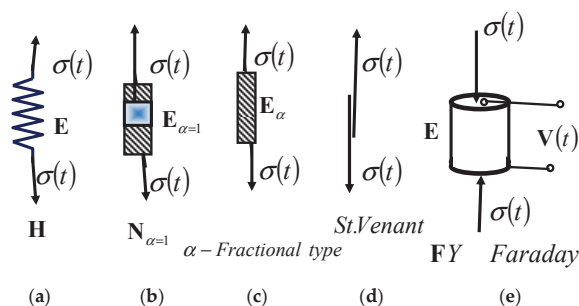 σ(t) σ(t) σ(t) σ(t) σ(t)
E E_{α=1} E_α E V(t)
σ(t) σ(t) σ(t) σ(t) σ(t)
H N_{α=1} α – Fractional type St.Venant FY Faraday
(a) (b) (c) (d) (e)